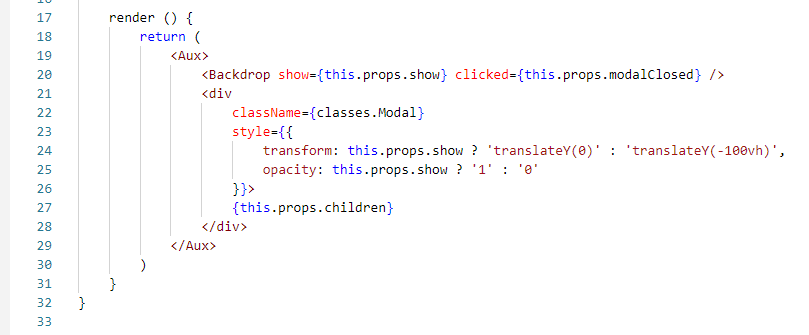 17 render () {
18 return (
19 <Aux>
20 <Backdrop show={this.props.show} clicked={this.props.modalClosed} />
21 <div
22 className={classes.Modal}
23 style={{
24 transform: this.props.show ? 'translateY(0)' : 'translateY(-100vh)',
25 opacity: this.props.show ? '1' : '0'
26 }}>
27 {this.props.children}
28 </div>
29 </Aux>
30 )
31 }
32 }
33